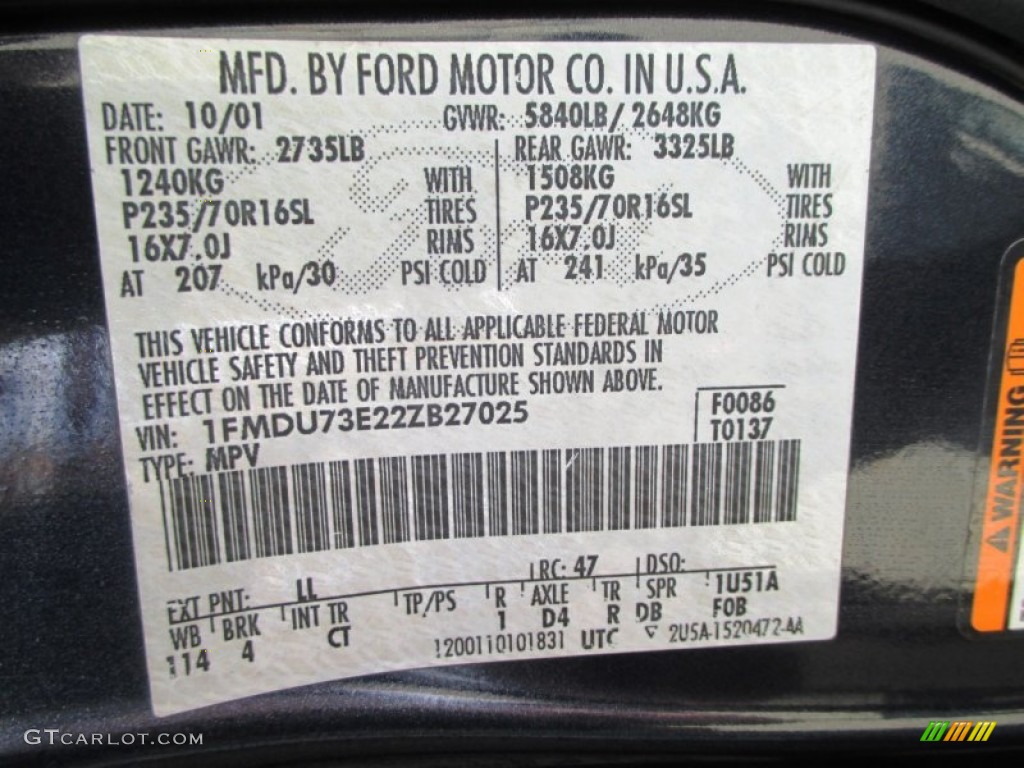 MFD. BY FORD MOTOR CO. IN U.S.A.
DATE: 10/01 GVWR: 5840LB/ 2648KG
FRONT GAWR: 2735LB REAR GAWR: 3325LB
1240KG WITH 1508KG WITH
P235/70R16SL TIRES P235/70R16SL TIRES
16X7.0J RIMS 16X7.0J RIMS
AT 207 kPa/30 PSI COLD AT 241 kPa/35 PSI COLD
THIS VEHICLE CONFORMS TO ALL APPLICABLE FEDERAL MOTOR
VEHICLE SAFETY AND THEFT PREVENTION STANDARDS IN
EFFECT ON THE DATE OF MANUFACTURE SHOWN ABOVE.
VIN: 1FMDU73E22ZB27025 F0086
TYPE: MPV T0137
EXT PNT: LL RC: 47 DSO:
WB BRK INT TR TP/PS R AXLE TR SPR 1U51A
114 4 CT 1 D4 R DB FOB
1200110101831 UTC 2U5A-1520472-AA
WARNING
GTCARLOT.COM